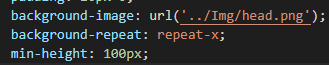 background-image: url('../Img/head.png');
background-repeat: repeat-x;
min-height: 100px;